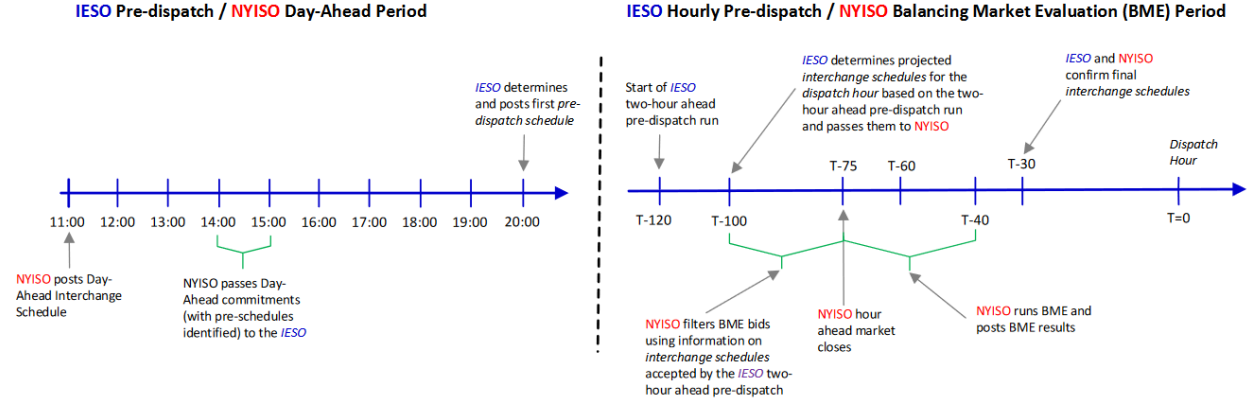 IESO Pre-dispatch / NYISO Day-Ahead Period
IESO determines
and posts first pre-
dispatch schedule
11:00
12:00
13:00
14:00
15:00
16:00
17:00
18:00
19:00
20:00
NYISO posts Day-
Ahead Interchange
Schedule
NYISO passes Day-
Ahead commitments
(with pre-schedules
identified) to the IESO
IESO Hourly Pre-dispatch / NYISO Balancing Market Evaluation (BME) Period
Start of IESO
two-hour ahead
pre-dispatch run
IESO determines projected
interchange schedules for the
dispatch hour based on the two-
hour ahead pre-dispatch run
and passes them to NYISO
IESO and NYISO
confirm final
interchange schedules
Dispatch
Hour
T-75
T-60
T-30
T-120
T-100
T-40
T=0
NYISO filters BME bids
using information on
interchange schedules
accepted by the IESO two-
hour ahead pre-dispatch
NYISO hour
ahead market
closes
NYISO runs BME and
posts BME results